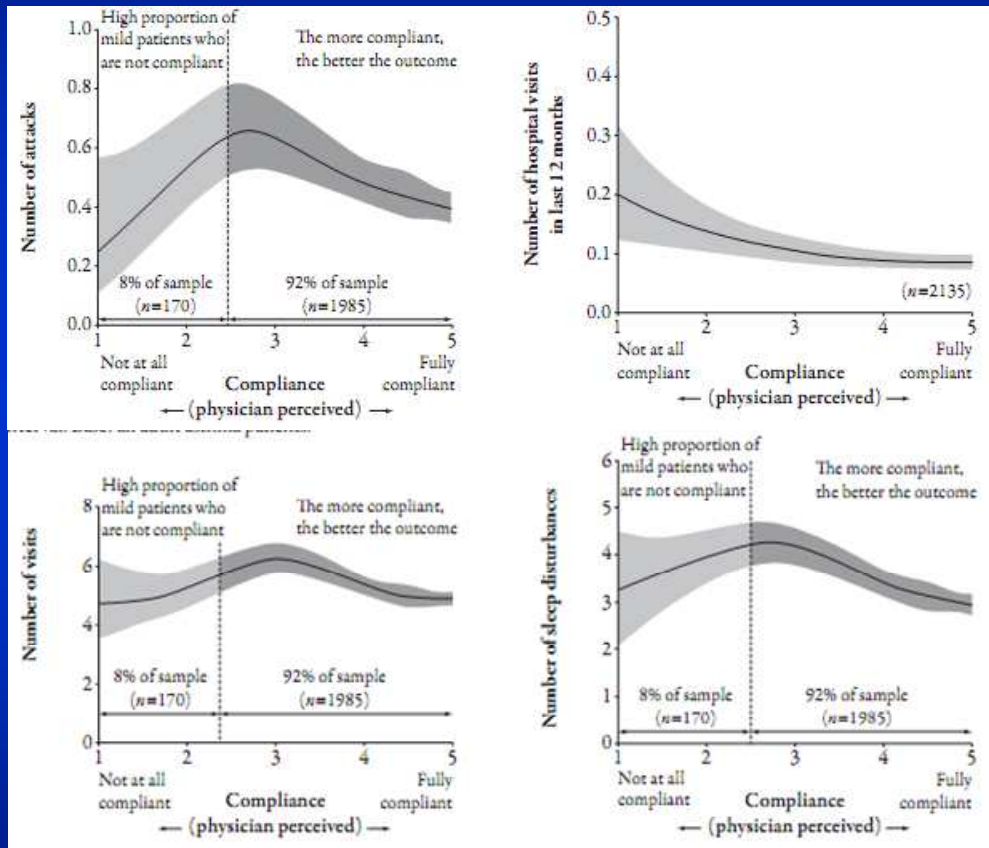 High proportion of
mild patients who
are not compliant
The more compliant,
the better the outcome
Number of attacks
1.0
0.8
0.6
0.4
0.2
0.0
8% of sample
(n=170)
92% of sample
(n=1985)
1
2
3
4
5
Not at all
compliant
Fully
compliant
Compliance
← (physician perceived) →
Number of hospital visits
in last 12 months
0.5
0.4
0.3
0.2
0.1
0.0
(n=2135)
1
2
3
4
5
Not at all
compliant
Fully
compliant
Compliance
← (physician perceived) →
High proportion of
mild patients who
are not compliant
The more compliant,
the better the outcome
Number of visits
8
6
4
2
0
8% of sample
(n=170)
92% of sample
(n=1985)
1
2
3
4
5
Not at all
compliant
Fully
compliant
Compliance
← (physician perceived) →
High proportion of
mild patients who
are not compliant
The more compliant,
the better the outcome
Number of sleep disturbances
6
5
4
3
2
1
0
8% of sample
(n=170)
92% of sample
(n=1985)
1
2
3
4
5
Not at all
compliant
Fully
compliant
Compliance
← (physician perceived) →